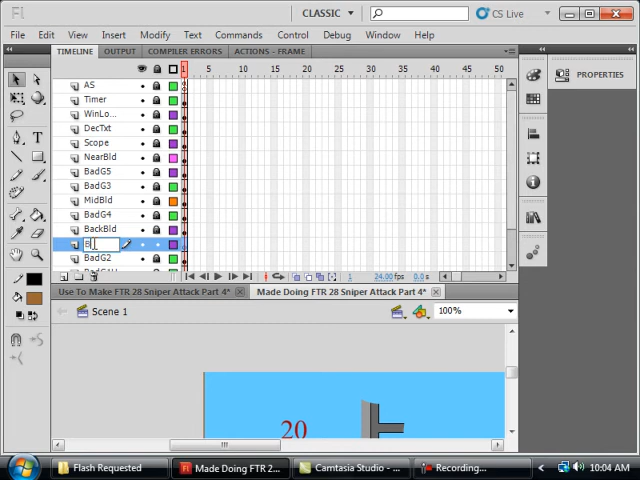 Fl CLASSIC CS Live
File Edit View Insert Modify Text Commands Control Debug Window Help
TIMELINE OUTPUT COMPILER ERRORS ACTIONS - FRAME
1 5 10 15 20 25 30 35 40 45 50
PROPERTIES
AS
Timer
WinLo...
DecTxt
Scope
NearBld
BadG5
BadG3
MidBld
BadG4
BackBld
B
BadG2
1 24.00 fps 0.0 s
Use To Make FTR 28 Sniper Attack Part 4* Made Doing FTR 28 Sniper Attack Part 4*
Scene 1 100%
20
Flash Requested Fl Made Doing FTR 2... Camtasia Studio - ... Recording... 10:04 AM